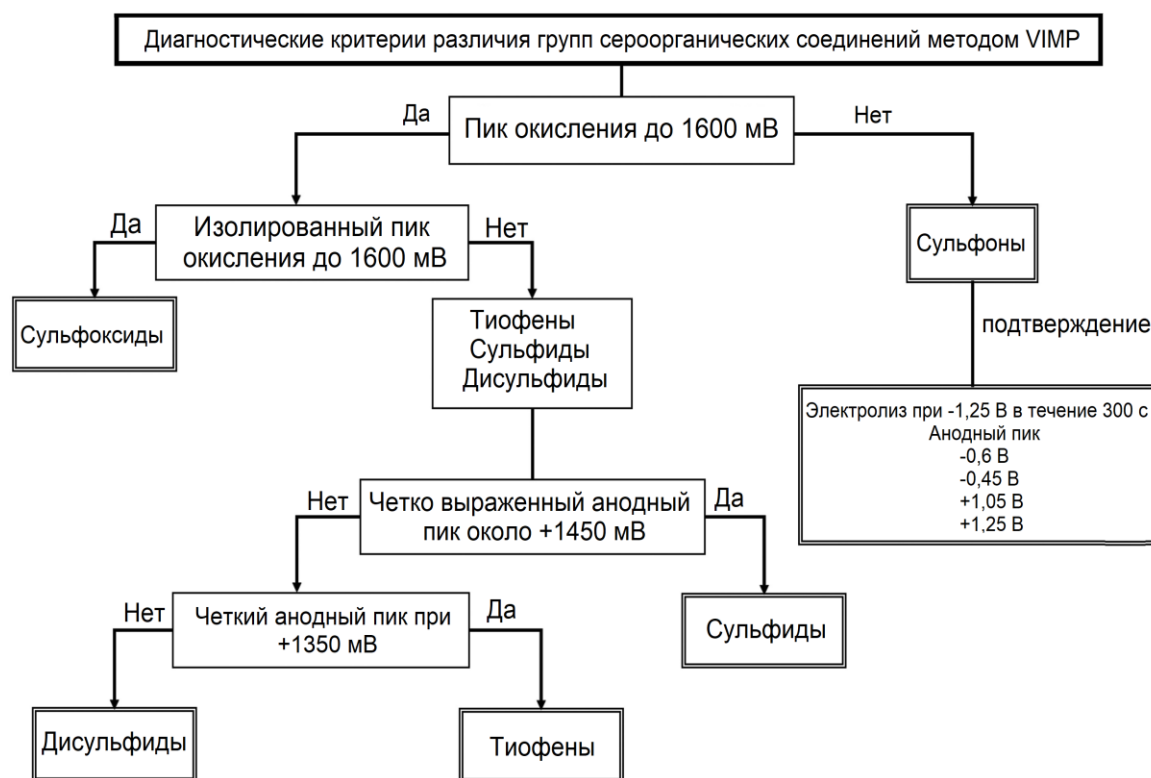 Диагностические критерии различия групп сероорганических соединений методом VIMP
Да
Пик окисления до 1600 мВ
Нет
Да
Изолированный пик
окисления до 1600 мВ
Нет
Сульфоны
Сульфоксиды
Тиофены
Сульфиды
Дисульфиды
подтверждение
Электролиз при -1,25 В в течение 300 с
Анодный пик
-0,6 В
-0,45 В
+1,05 В
+1,25 В
Нет
Четко выраженный анодный
пик около +1450 мВ
Да
Нет
Четкий анодный пик при
+1350 мВ
Да
Сульфиды
Дисульфиды
Тиофены